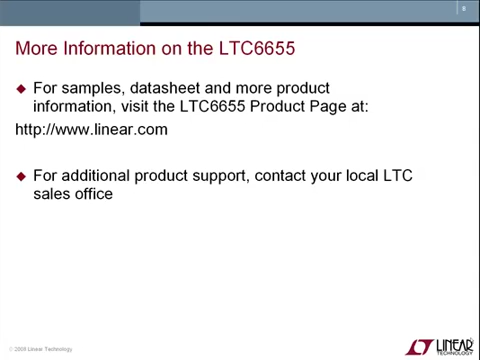 More Information on the LTC6655
For samples, datasheet and more product
information, visit the LTC6655 Product Page at:
http://www.linear.com
For additional product support, contact your local LTC
sales office
© 2009 Linear Technology
LINEAR
TECHNOLOGY